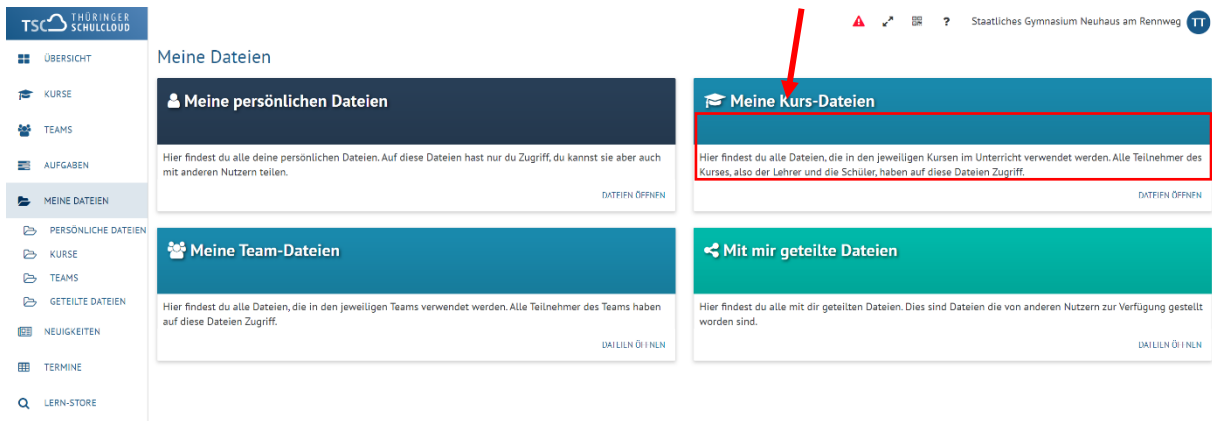 TSC THÜRINGER
SCHULCLOUD
? Staatliches Gymnasium Neuhaus am Rennweg TT
ÜBERSICHT
KURSE
TEAMS
AUFGABEN
MEINE DATEIEN
PERSÖNLICHE DATEIEN
KURSE
TEAMS
GETEILTE DATEIEN
NEUIGKEITEN
TERMINE
LERN-STORE
Meine Dateien
Meine persönlichen Dateien
Hier findest du alle deine persönlichen Dateien. Auf diese Dateien hast nur du Zugriff, du kannst sie aber auch
mit anderen Nutzern teilen.
DATEIEN ÖFFNEN
Meine Kurs-Dateien
Hier findest du alle Dateien, die in den jeweiligen Kursen im Unterricht verwendet werden. Alle Teilnehmer des
Kurses, also der Lehrer und die Schüler, haben auf diese Dateien Zugriff.
DATEIEN ÖFFNEN
Meine Team-Dateien
Hier findest du alle Dateien, die in den jeweiligen Teams verwendet werden. Alle Teilnehmer des Teams haben
auf diese Dateien Zugriff.
DATEIEN ÖFFNEN
Mit mir geteilte Dateien
Hier findest du alle mit dir geteilten Dateien. Dies sind Dateien die von anderen Nutzern zur Verfügung gestellt
worden sind.
DATEIEN ÖFFNEN